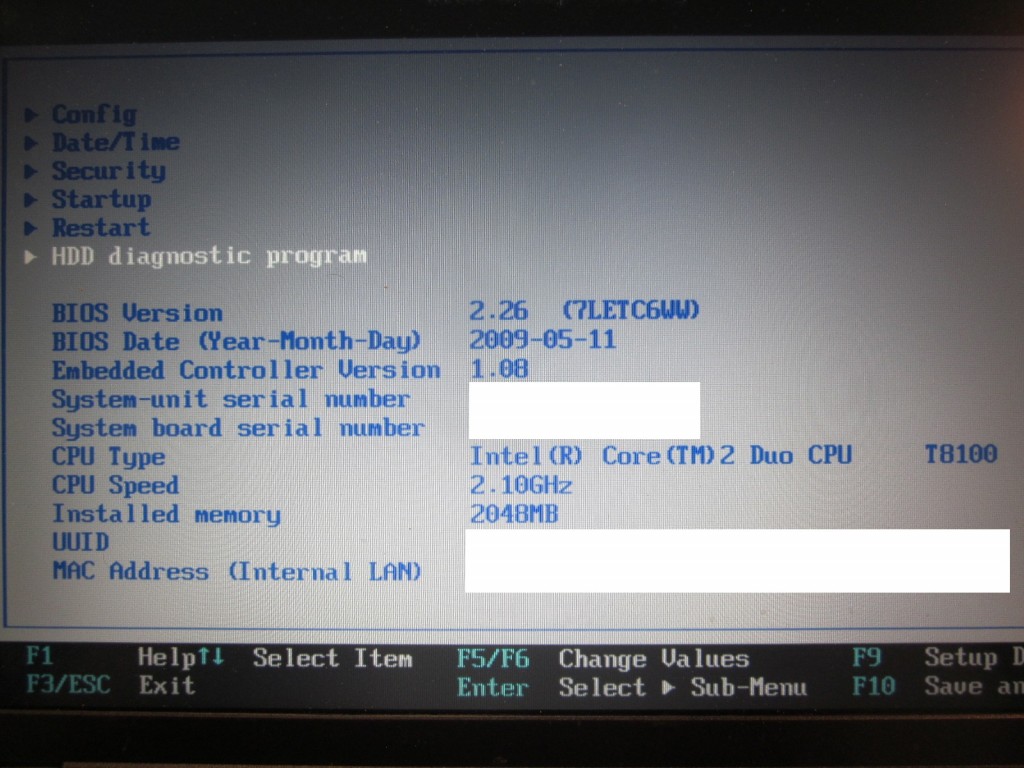 Config
Date/Time
Security
Startup
Restart
HDD diagnostic program
BIOS Version 2.26 (7LETC6WW)
BIOS Date (Year-Month-Day) 2009-05-11
Embedded Controller Version 1.08
System-unit serial number
System board serial number
CPU Type Intel(R) Core(TM)2 Duo CPU T8100
CPU Speed 2.10GHz
Installed memory 2048MB
UUID
MAC Address (Internal LAN)
F1 Help ↑↓ Select Item F5/F6 Change Values F9 Setup D
F3/ESC Exit Enter Select ▶ Sub-Menu F10 Save an